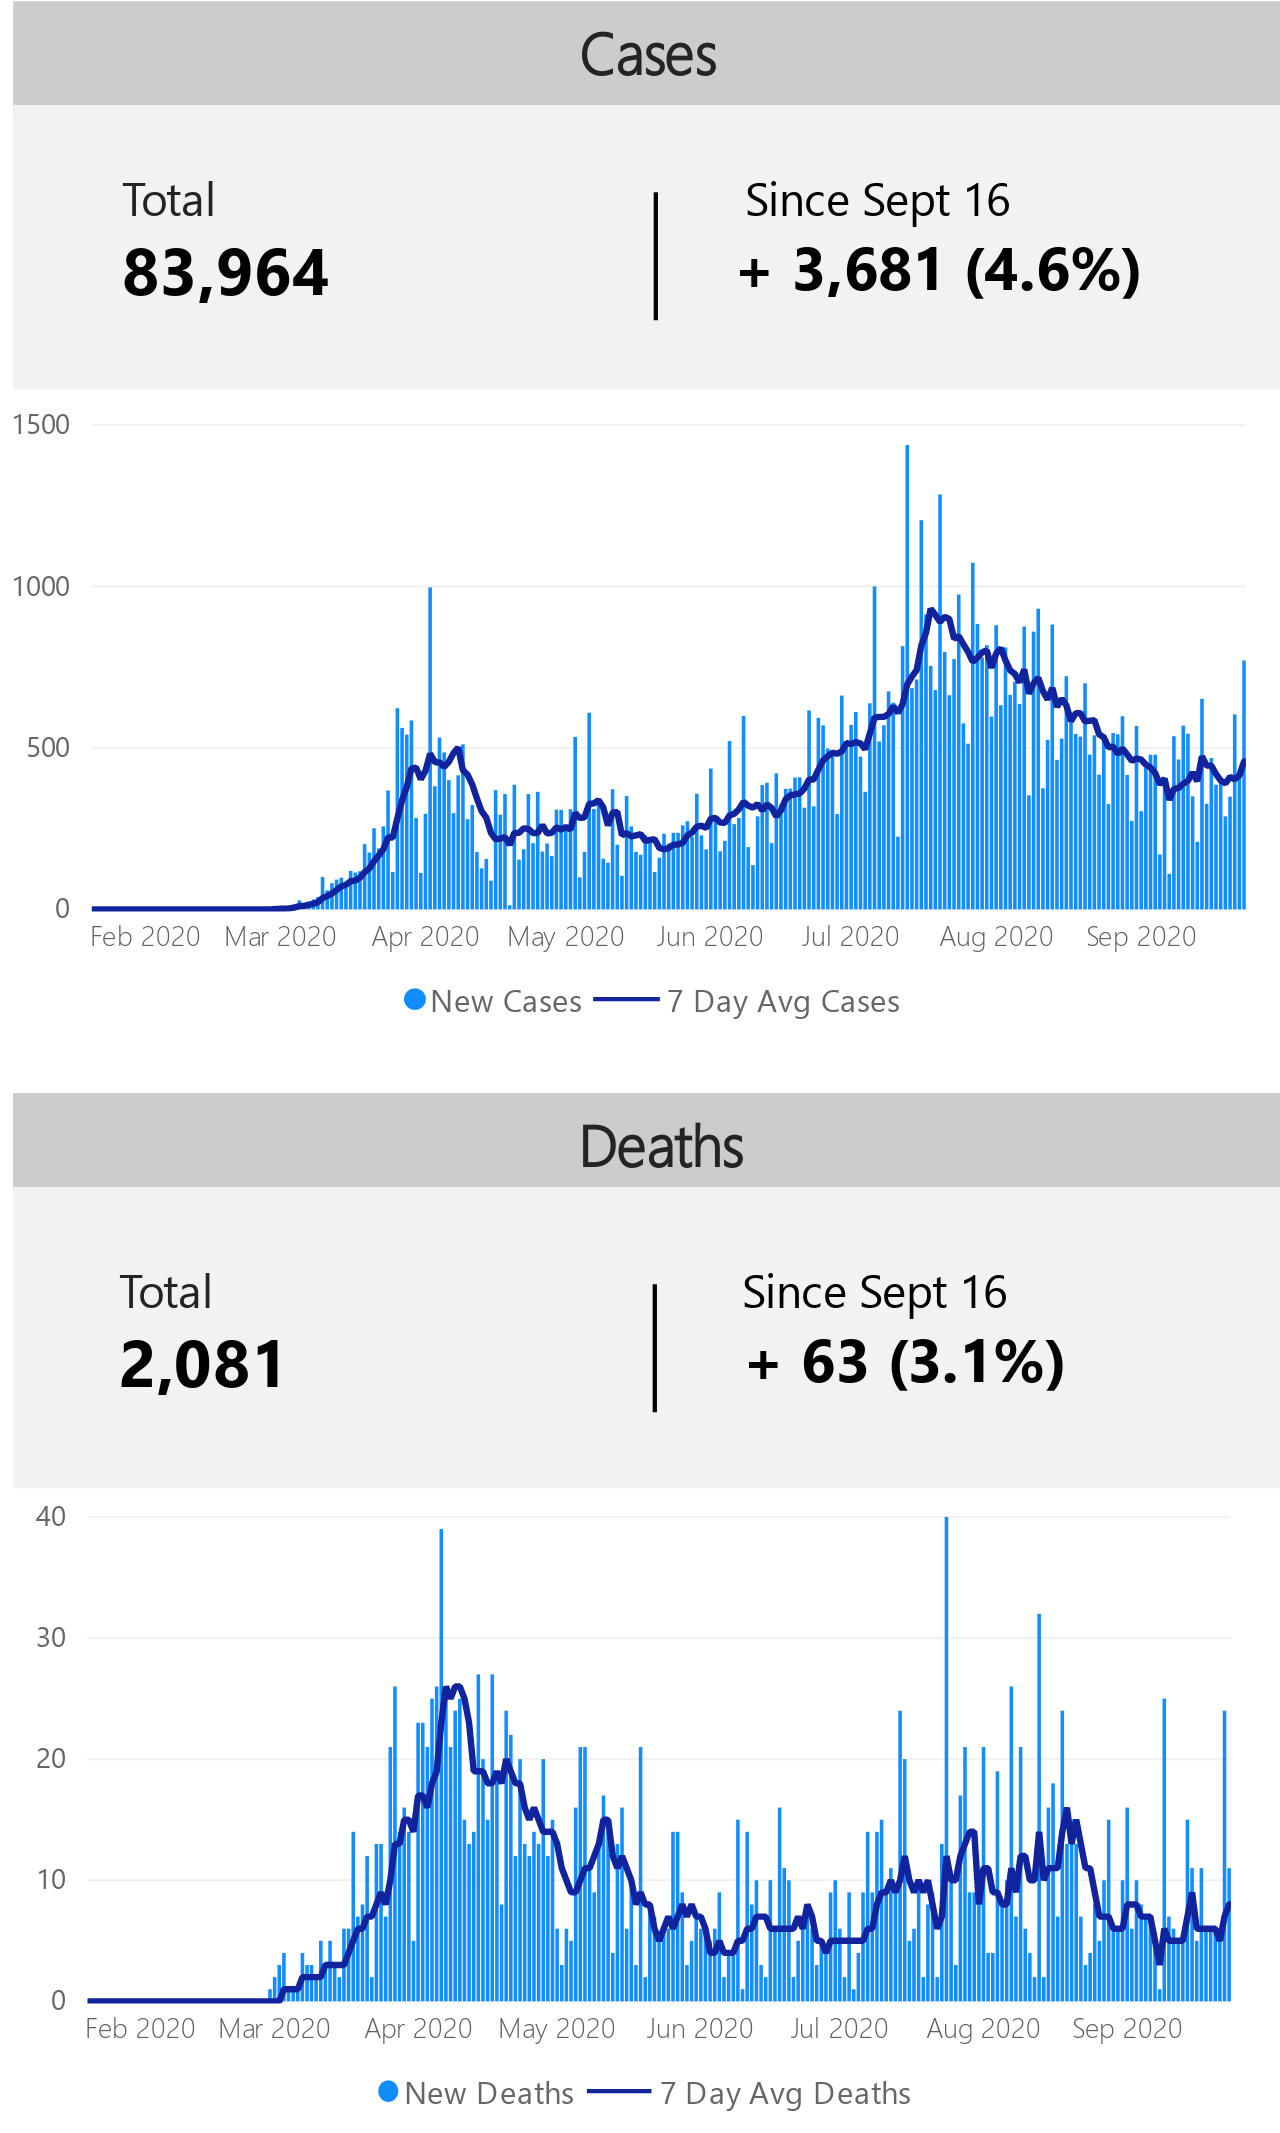 Cases
Total
Since Sept 16
83,964
+ 3,681 (4.6%)
1500
1000
500
0
Feb 2020 Mar 2020 Apr 2020 May 2020 Jun 2020 Jul 2020 Aug 2020 Sep 2020
New Cases 7 Day Avg Cases
Deaths
Total
Since Sept 16
2,081
+ 63 (3.1%)
40
30
20
10
0
Feb 2020 Mar 2020 Apr 2020 May 2020 Jun 2020 Jul 2020 Aug 2020 Sep 2020
New Deaths 7 Day Avg Deaths